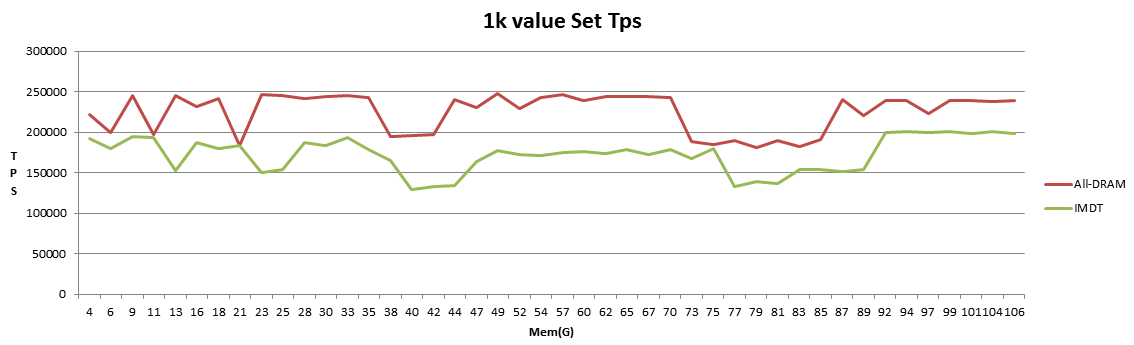 1k value Set Tps
300000
250000
200000
150000
100000
50000
0
T
P
S
4 6 9 11 13 16 18 21 23 25 28 30 33 35 38 40 42 44 47 49 52 54 57 60 62 65 67 70 73 75 77 79 81 83 85 87 89 92 94 97 99 101 104 106
Mem(G)
All-DRAM
IMDT